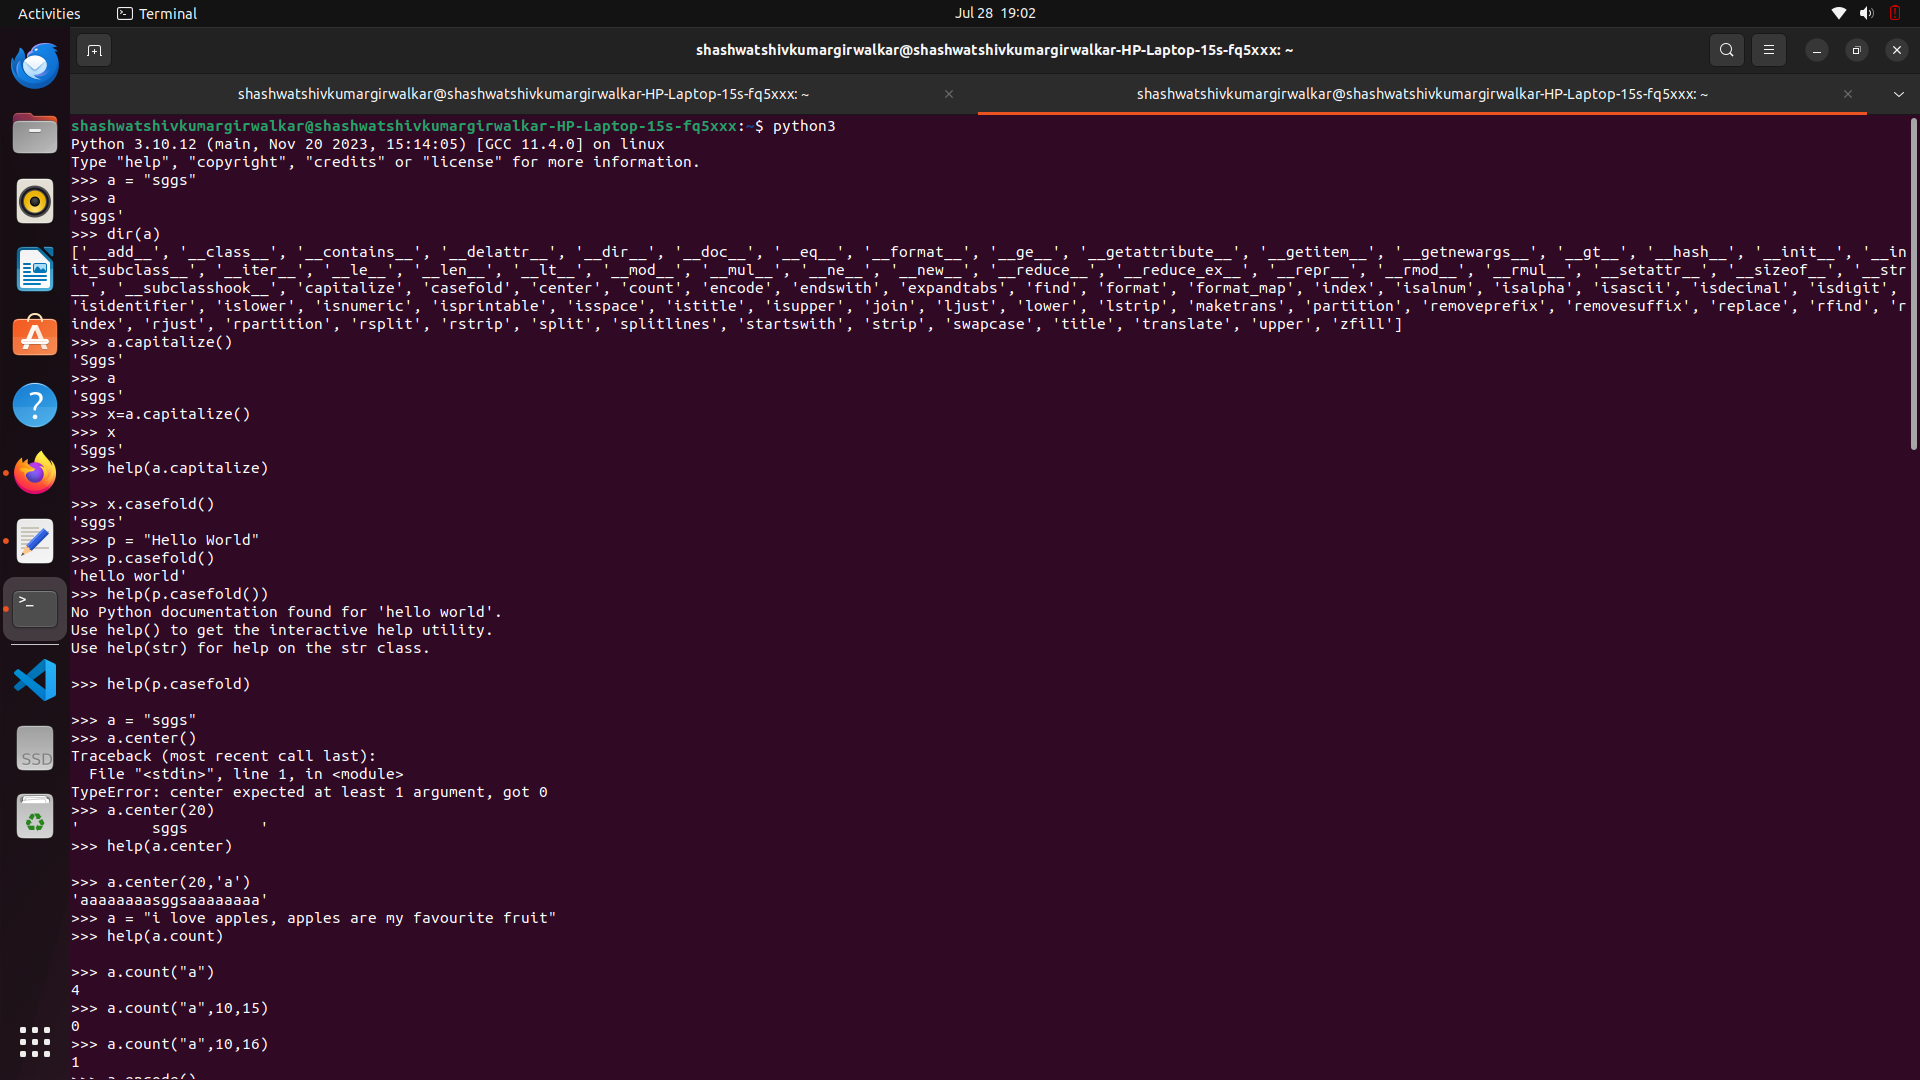 Activities Terminal Jul 28 19:02
shashwatshivkumargirwalkar@shashwatshivkumargirwalkar-HP-Laptop-15s-fq5xxx: ~
shashwatshivkumargirwalkar@shashwatshivkumargirwalkar-HP-Laptop-15s-fq5xxx: ~ shashwatshivkumargirwalkar@shashwatshivkumargirwalkar-HP-Laptop-15s-fq5xxx: ~
shashwatshivkumargirwalkar@shashwatshivkumargirwalkar-HP-Laptop-15s-fq5xxx:~$ python3
Python 3.10.12 (main, Nov 20 2023, 15:14:05) [GCC 11.4.0] on linux
Type "help", "copyright", "credits" or "license" for more information.
>>> a = "sggs"
>>> a
'sggs'
>>> dir(a)
['__add__', '__class__', '__contains__', '__delattr__', '__dir__', '__doc__', '__eq__', '__format__', '__ge__', '__getattribute__', '__getitem__', '__getnewargs__', '__gt__', '__hash__', '__init__', '__in
it_subclass__', '__iter__', '__le__', '__len__', '__lt__', '__mod__', '__mul__', '__ne__', '__new__', '__reduce__', '__reduce_ex__', '__repr__', '__rmod__', '__rmul__', '__setattr__', '__sizeof__', '__str
__', '__subclasshook__', 'capitalize', 'casefold', 'center', 'count', 'encode', 'endswith', 'expandtabs', 'find', 'format', 'format_map', 'index', 'isalnum', 'isalpha', 'isascii', 'isdecimal', 'isdigit',
'isidentifier', 'islower', 'isnumeric', 'isprintable', 'isspace', 'istitle', 'isupper', 'join', 'ljust', 'lower', 'lstrip', 'maketrans', 'partition', 'removeprefix', 'removesuffix', 'replace', 'rfind', 'r
index', 'rjust', 'rpartition', 'rsplit', 'rstrip', 'split', 'splitlines', 'startswith', 'strip', 'swapcase', 'title', 'translate', 'upper', 'zfill']
>>> a.capitalize()
'Sggs'
>>> a
'sggs'
>>> x=a.capitalize()
>>> x
'Sggs'
>>> help(a.capitalize)
>>> x.casefold()
'sggs'
>>> p = "Hello World"
>>> p.casefold()
'hello world'
>>> help(p.casefold())
No Python documentation found for 'hello world'.
Use help() to get the interactive help utility.
Use help(str) for help on the str class.
>>> help(p.casefold)
>>> a = "sggs"
>>> a.center()
Traceback (most recent call last):
  File "<stdin>", line 1, in <module>
TypeError: center expected at least 1 argument, got 0
>>> a.center(20)
'        sggs        '
>>> help(a.center)
>>> a.center(20,'a')
'aaaaaaaasggsaaaaaaaa'
>>> a = "i love apples, apples are my favourite fruit"
>>> help(a.count)
>>> a.count("a")
4
>>> a.count("a",10,15)
0
>>> a.count("a",10,16)
1
>>> a.encode()
SSD